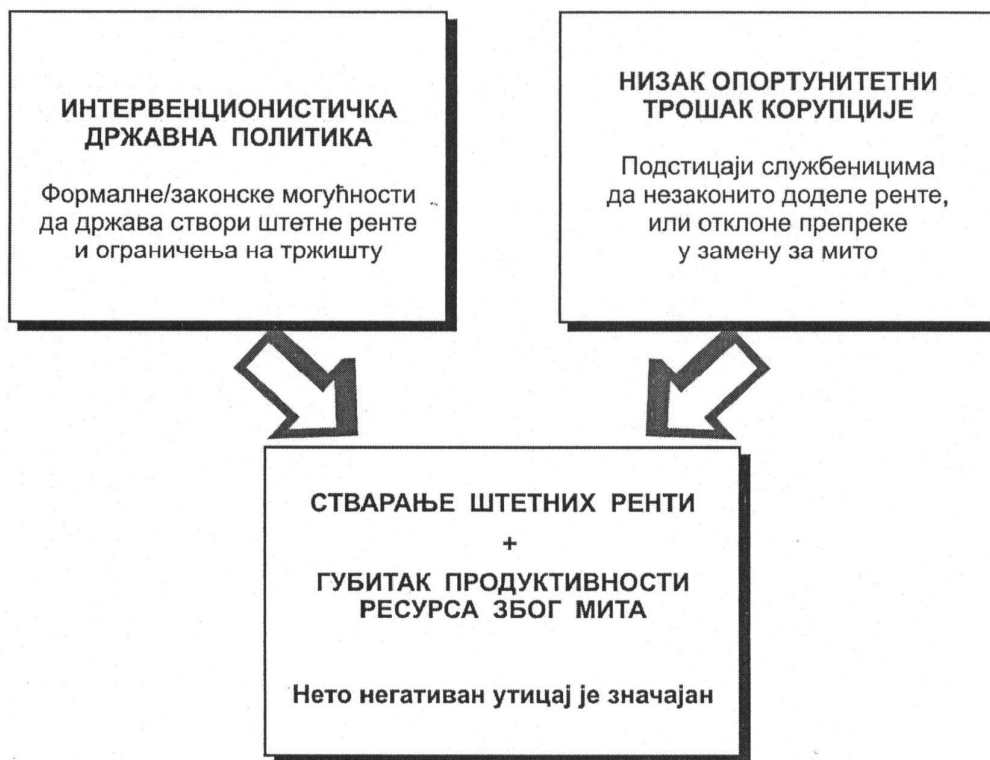 ИНТЕРВЕНЦИОНИСТИЧКА
ДРЖАВНА ПОЛИТИКА
Формалне/законске могућности
да држава створи штетне ренте
и ограничења на тржишту
НИЗАК ОПОРТУНИТЕТНИ
ТРОШАК КОРУПЦИЈЕ
Подстицаји службеницима
да незаконито доделе ренте,
или отклоне препреке
у замену за мито
СТВАРАЊЕ ШТЕТНИХ РЕНТИ
+
ГУБИТАК ПРОДУКТИВНОСТИ
РЕСУРСА ЗБОГ МИТА
Нето негативан утицај је значајан